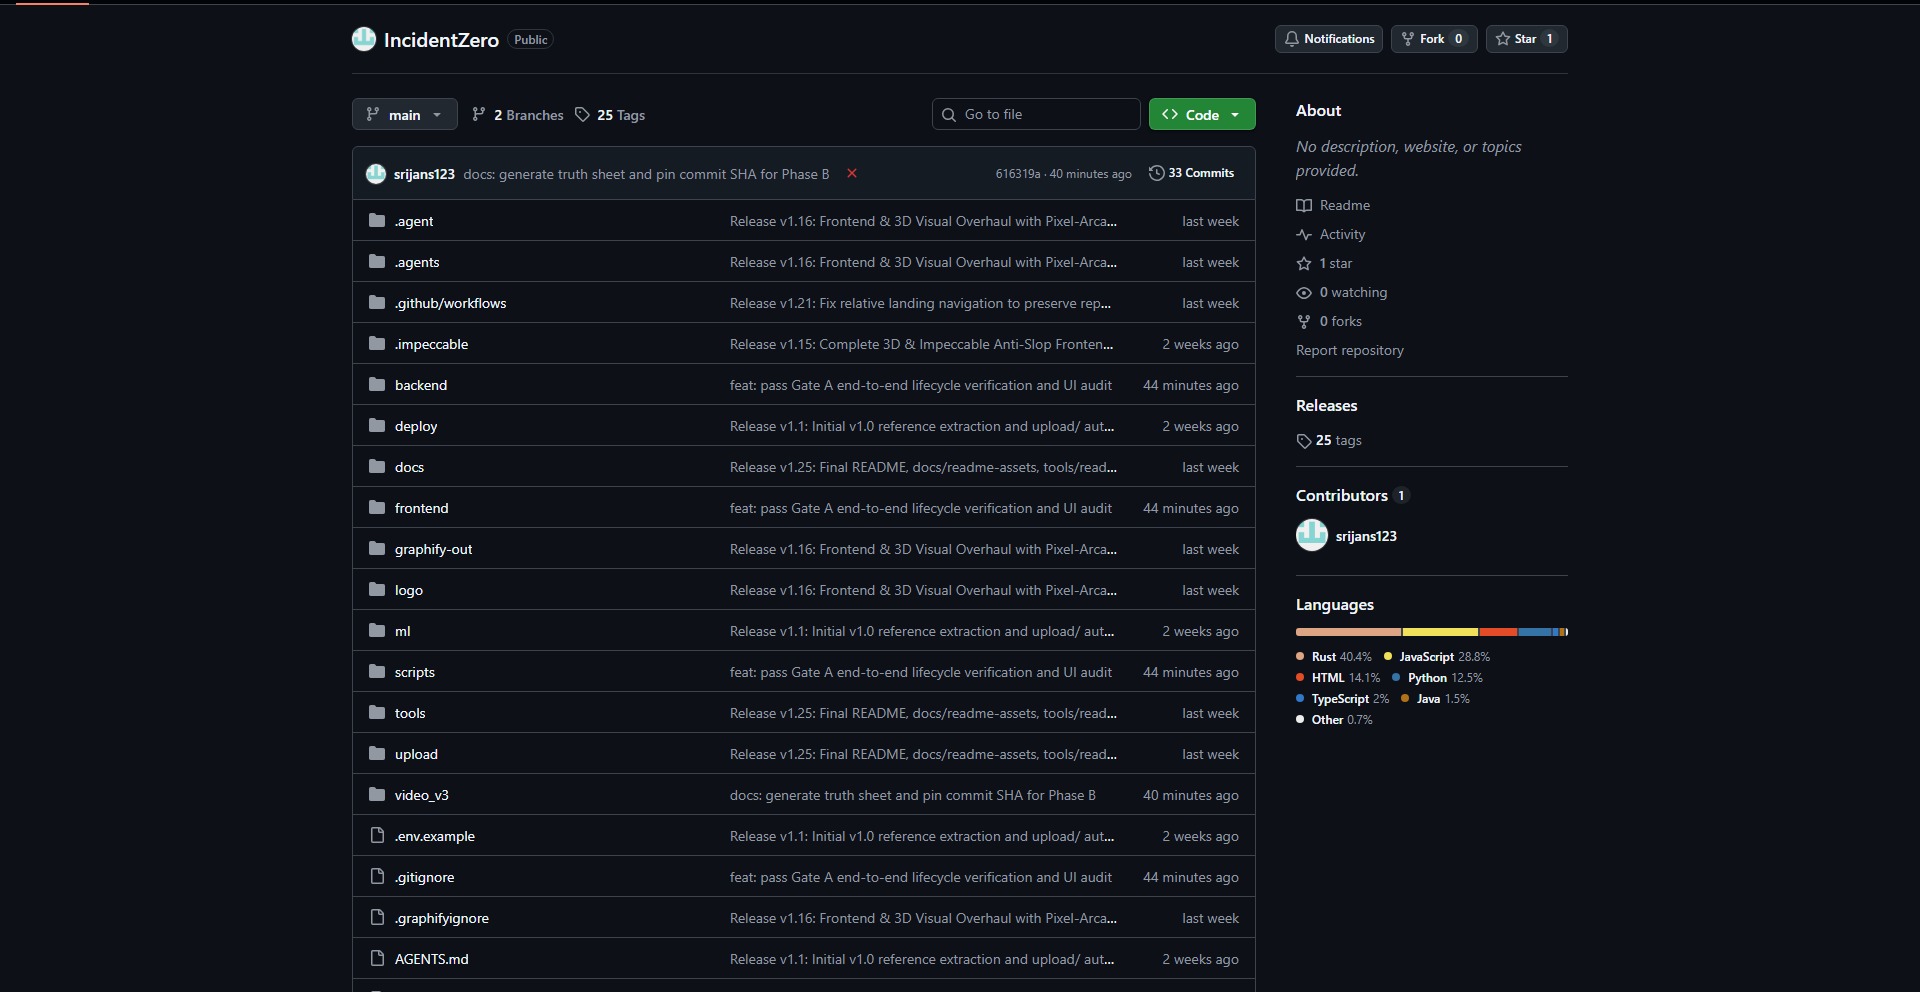 IncidentZero Public
Notifications Fork 0 Star 1
main 2 Branches 25 Tags Go to file Code
srijans123 docs: generate truth sheet and pin commit SHA for Phase B 616319a · 40 minutes ago 33 Commits
.agent Release v1.16: Frontend & 3D Visual Overhaul with Pixel-Arca... last week
.agents Release v1.16: Frontend & 3D Visual Overhaul with Pixel-Arca... last week
.github/workflows Release v1.21: Fix relative landing navigation to preserve rep... last week
.impeccable Release v1.15: Complete 3D & Impeccable Anti-Slop Fronten... 2 weeks ago
backend feat: pass Gate A end-to-end lifecycle verification and UI audit 44 minutes ago
deploy Release v1.1: Initial v1.0 reference extraction and upload/ aut... 2 weeks ago
docs Release v1.25: Final README, docs/readme-assets, tools/read... last week
frontend feat: pass Gate A end-to-end lifecycle verification and UI audit 44 minutes ago
graphify-out Release v1.16: Frontend & 3D Visual Overhaul with Pixel-Arca... last week
logo Release v1.16: Frontend & 3D Visual Overhaul with Pixel-Arca... last week
ml Release v1.1: Initial v1.0 reference extraction and upload/ aut... 2 weeks ago
scripts feat: pass Gate A end-to-end lifecycle verification and UI audit 44 minutes ago
tools Release v1.25: Final README, docs/readme-assets, tools/read... last week
upload Release v1.25: Final README, docs/readme-assets, tools/read... last week
video_v3 docs: generate truth sheet and pin commit SHA for Phase B 40 minutes ago
.env.example Release v1.1: Initial v1.0 reference extraction and upload/ aut... 2 weeks ago
.gitignore feat: pass Gate A end-to-end lifecycle verification and UI audit 44 minutes ago
.graphifyignore Release v1.16: Frontend & 3D Visual Overhaul with Pixel-Arca... last week
AGENTS.md Release v1.1: Initial v1.0 reference extraction and upload/ aut... 2 weeks ago
About
No description, website, or topics
provided.
Readme
Activity
1 star
0 watching
0 forks
Report repository
Releases
25 tags
Contributors 1
srijans123
Languages
Rust 40.4% JavaScript 28.8%
HTML 14.1% Python 12.5%
TypeScript 2% Java 1.5%
Other 0.7%